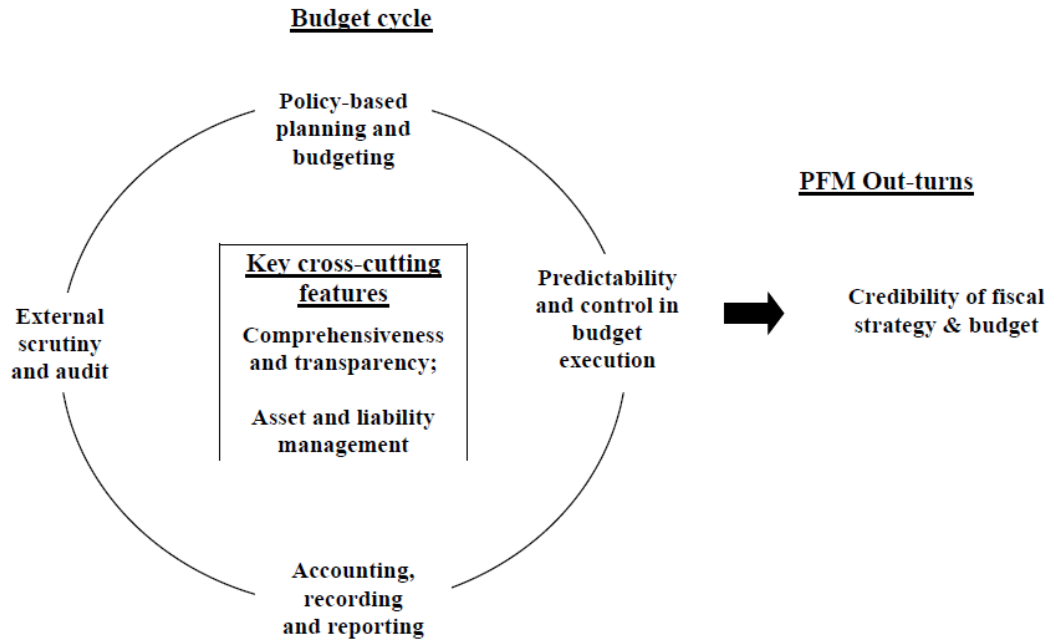 Budget cycle
Policy-based
planning and
budgeting
PFM Out-turns
Key cross-cutting
features
Comprehensiveness
and transparency;
Asset and liability
management
Predictability
and control in
budget
execution
Credibility of fiscal
strategy & budget
External
scrutiny
and audit
Accounting,
recording
and reporting